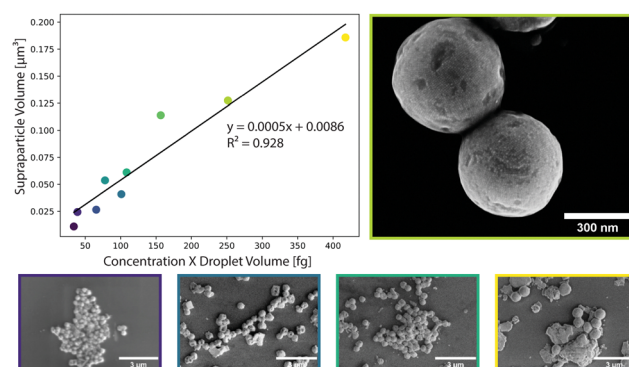 0.200
0.175
0.150
0.125
0.100
0.075
0.050
0.025
Supraparticle Volume [μm³]
y = 0.0005x + 0.0086
R² = 0.928
50 100 150 200 250 300 350 400
Concentration X Droplet Volume [fg]
300 nm
3 μm
3 μm
3 μm
3 μm